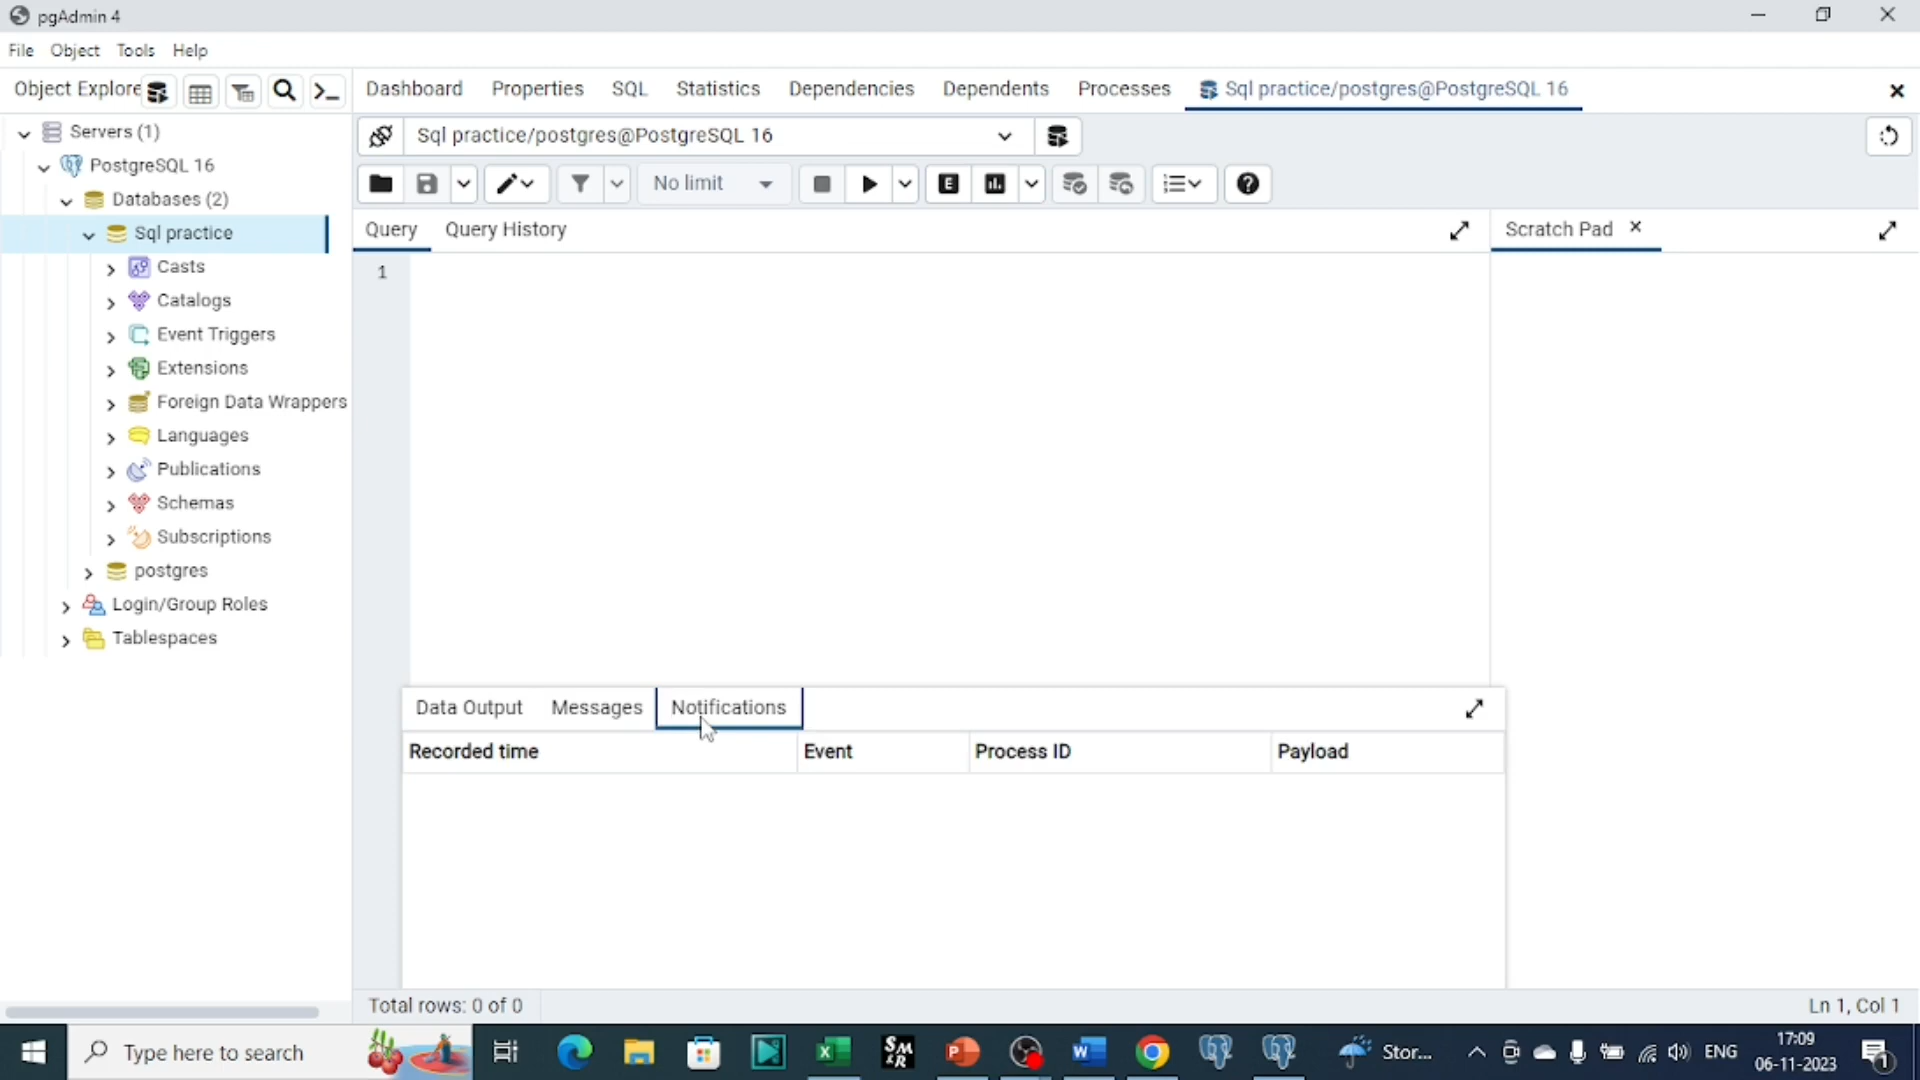 pgAdmin 4
File Object Tools Help
Object Explore
Dashboard Properties SQL Statistics Dependencies Dependents Processes Sql practice/postgres@PostgreSQL 16
Servers (1)
Sql practice/postgres@PostgreSQL 16
PostgreSQL 16
No limit
E
Databases (2)
Query Query History Scratch Pad
Sql practice
1
Casts
Catalogs
Event Triggers
Extensions
Foreign Data Wrappers
Languages
Publications
Schemas
Subscriptions
postgres
Login/Group Roles
Tablespaces
Data Output Messages Notifications
Recorded time Event Process ID Payload
Total rows: 0 of 0
Ln 1, Col 1
Type here to search
Stor...
ENG
17:09
06-11-2023
1